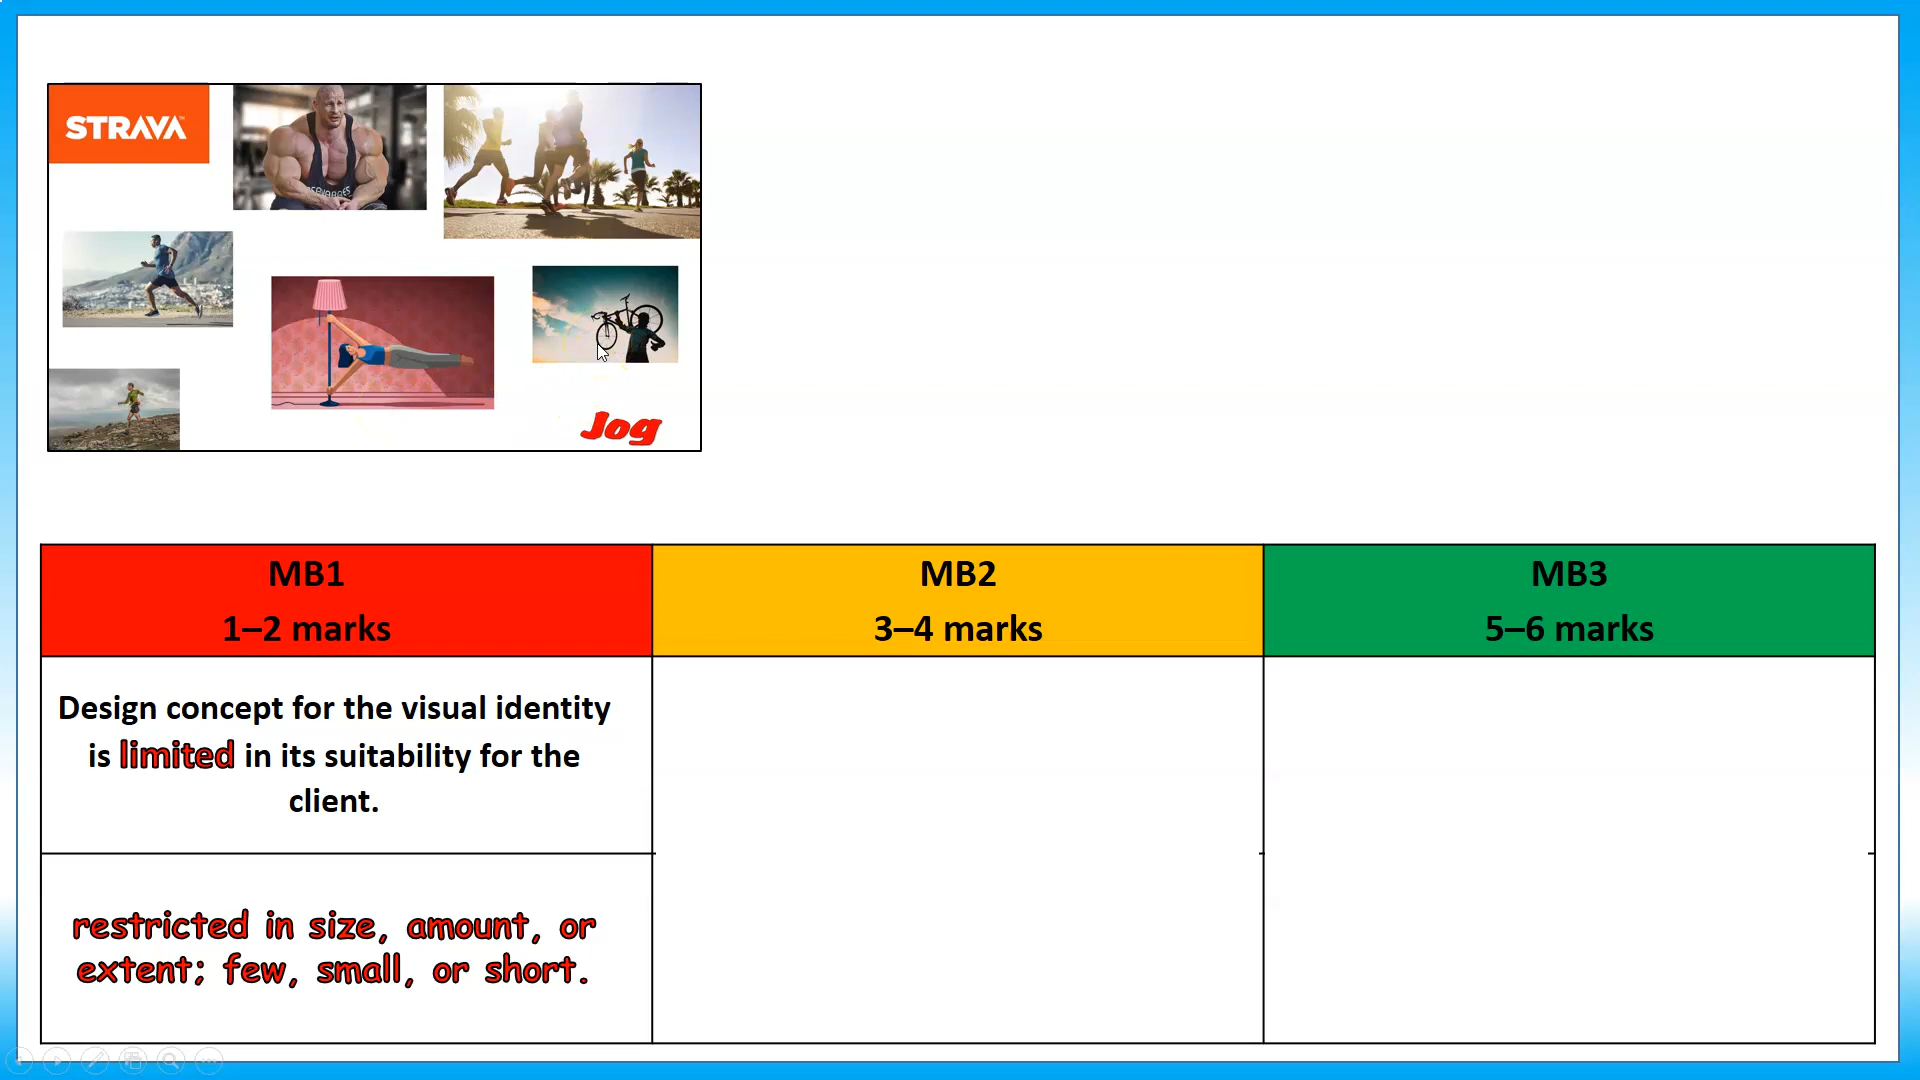 STRAVA
Jog
MB1
1–2 marks
MB2
3–4 marks
MB3
5–6 marks
Design concept for the visual identity
is limited in its suitability for the
client.
restricted in size, amount, or
extent; few, small, or short.